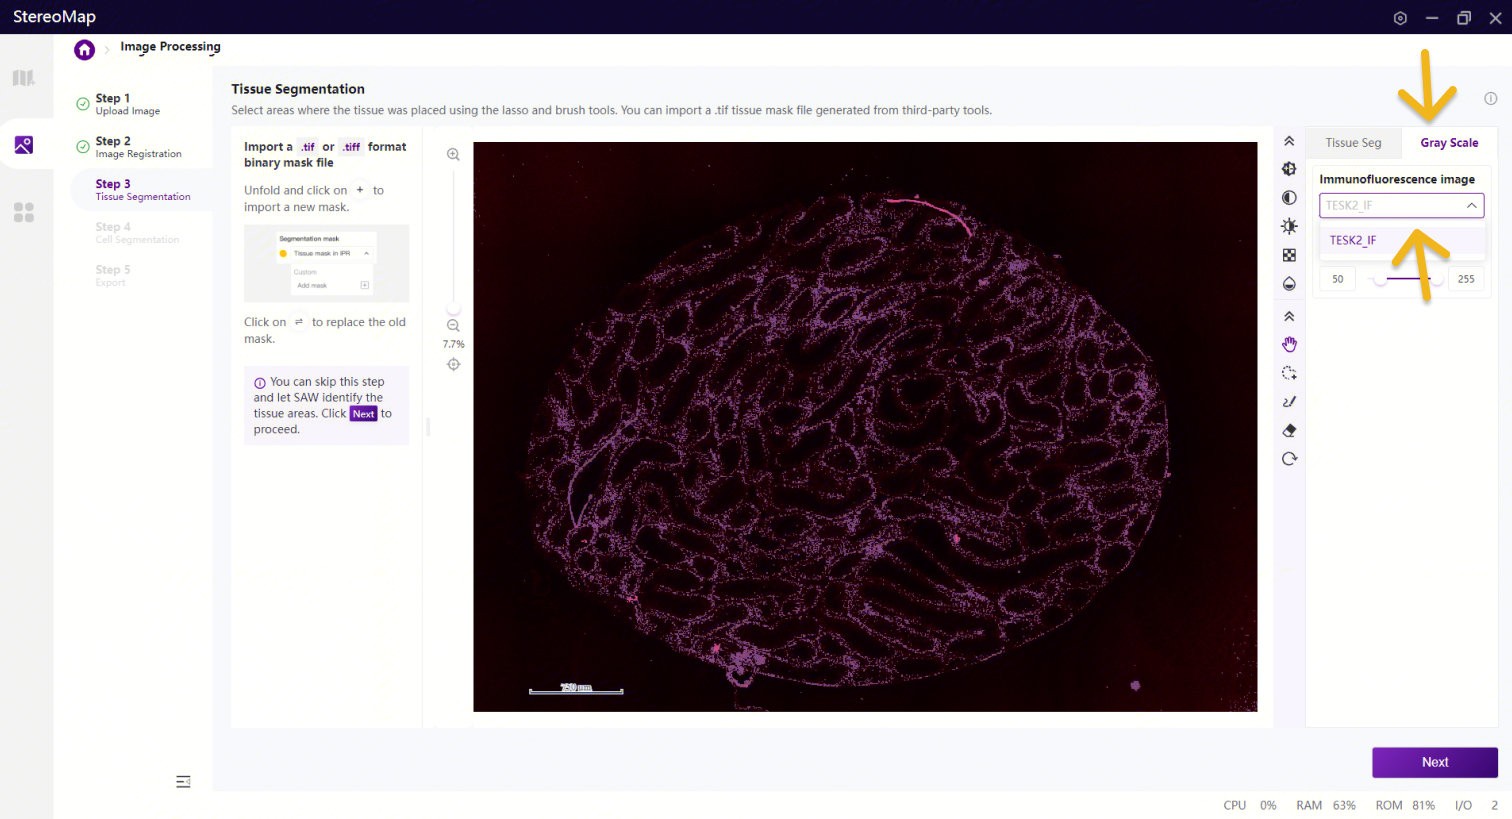 StereoMap
Image Processing
Step 1
Upload Image
Step 2
Image Registration
Step 3
Tissue Segmentation
Step 4
Cell Segmentation
Step 5
Export
Tissue Segmentation
Select areas where the tissue was placed using the lasso and brush tools. You can import a .tif tissue mask file generated from third-party tools.
Import a .tif or .tiff format
binary mask file
Unfold and click on + to
import a new mask.
Segmentation mask
Tissue mask in IPR
Custom
Add mask
Click on ⇌ to replace the old
mask.
You can skip this step
and let SAW identify the
tissue areas. Click Next to
proceed.
7.7%
750 um
Tissue Seg
Gray Scale
Immunofluorescence image
TESK2_IF
TESK2_IF
50
255
Next
CPU 0% RAM 63% ROM 81% I/O 2